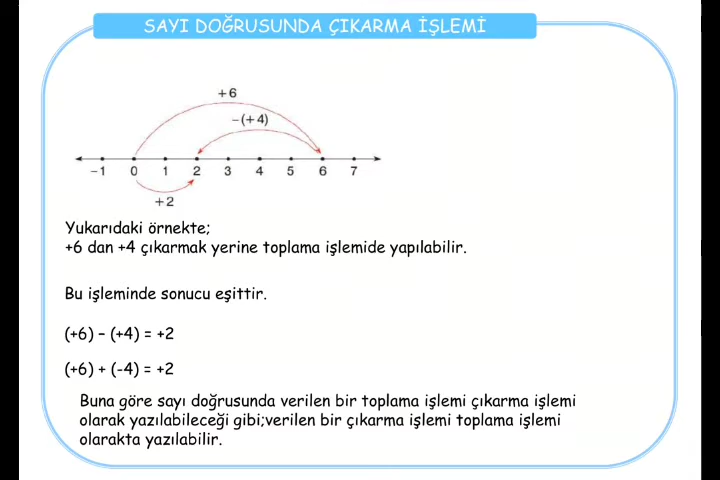 SAYI DOĞRUSUNDA ÇIKARMA İŞLEMİ
+6
–(+4)
–1 0 1 2 3 4 5 6 7
+2
Yukarıdaki örnekte;
+6 dan +4 çıkarmak yerine toplama işlemide yapılabilir.
Bu işleminde sonucu eşittir.
(+6) – (+4) = +2
(+6) + (-4) = +2
Buna göre sayı doğrusunda verilen bir toplama işlemi çıkarma işlemi
olarak yazılabileceği gibi;verilen bir çıkarma işlemi toplama işlemi
olarakta yazılabilir.